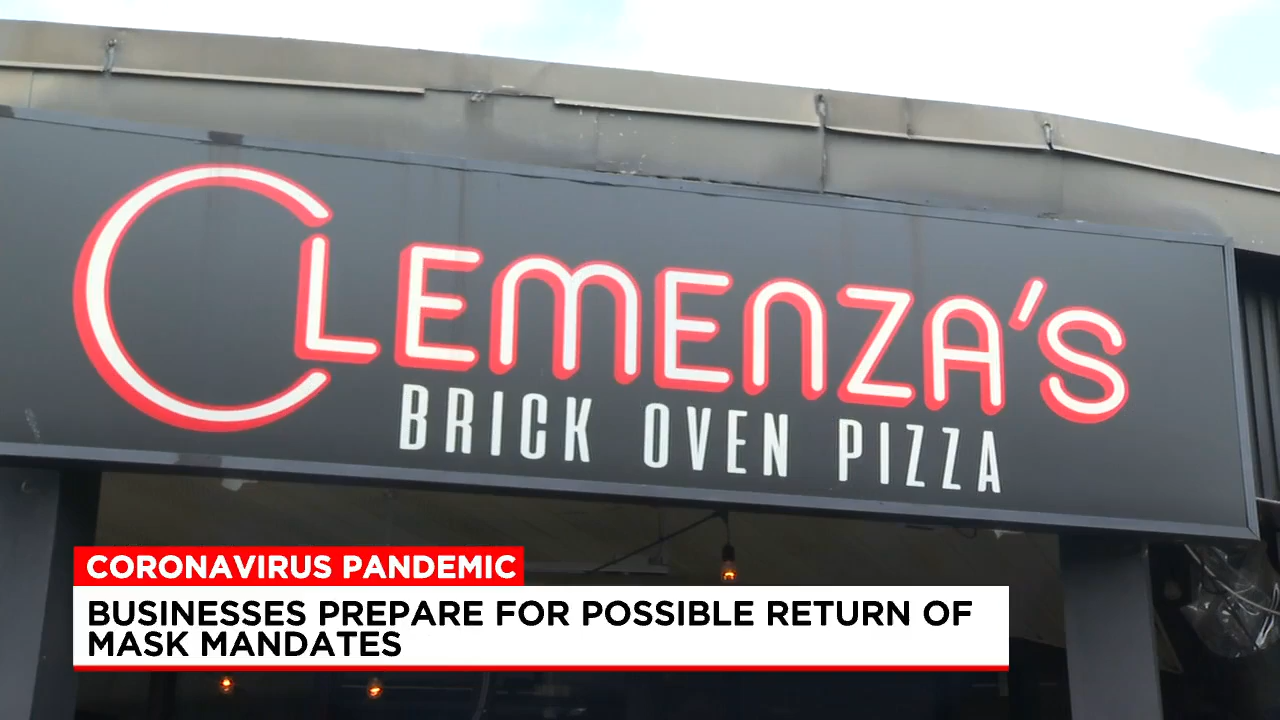 CLEMENZA'S
BRICK OVEN PIZZA
CORONAVIRUS PANDEMIC
BUSINESSES PREPARE FOR POSSIBLE RETURN OF
MASK MANDATES